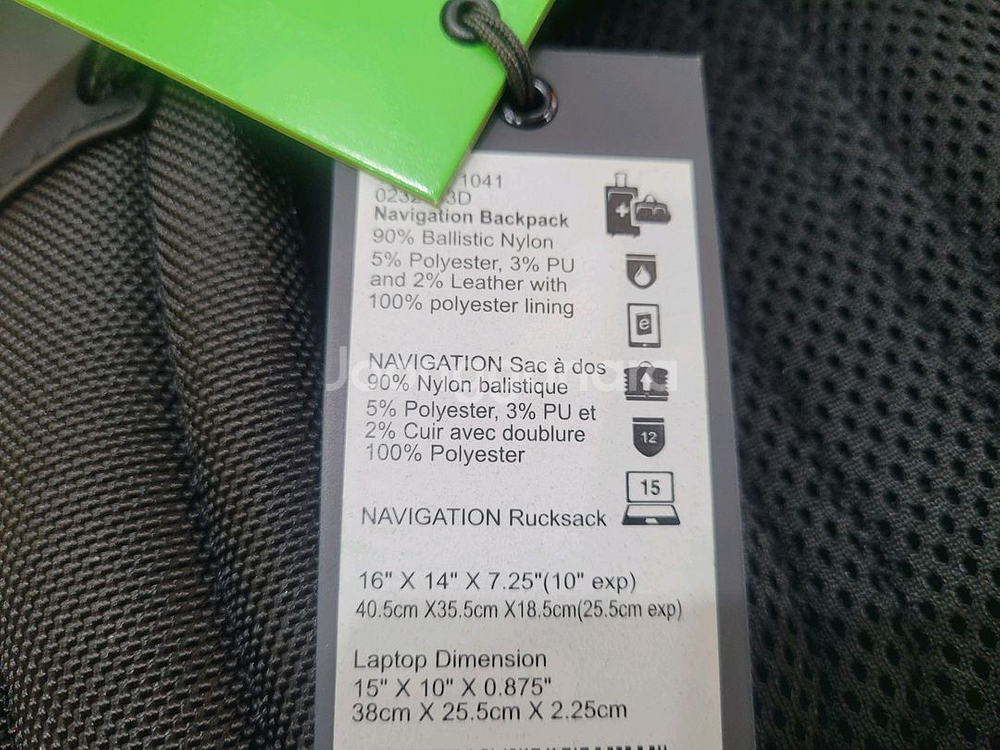 1041
Navigation Backpack
90% Ballistic Nylon
5% Polyester, 3% PU
and 2% Leather with
100% polyester lining
e
NAVIGATION Sac à dos
90% Nylon balistique
5% Polyester, 3% PU et
2% Cuir avec doublure
100% Polyester
12
15
NAVIGATION Rucksack
16" X 14" X 7.25"(10" exp)
40.5cm X35.5cm X18.5cm(25.5cm exp)
Laptop Dimension
15" X 10" X 0.875"
38cm X 25.5cm X 2.25cm